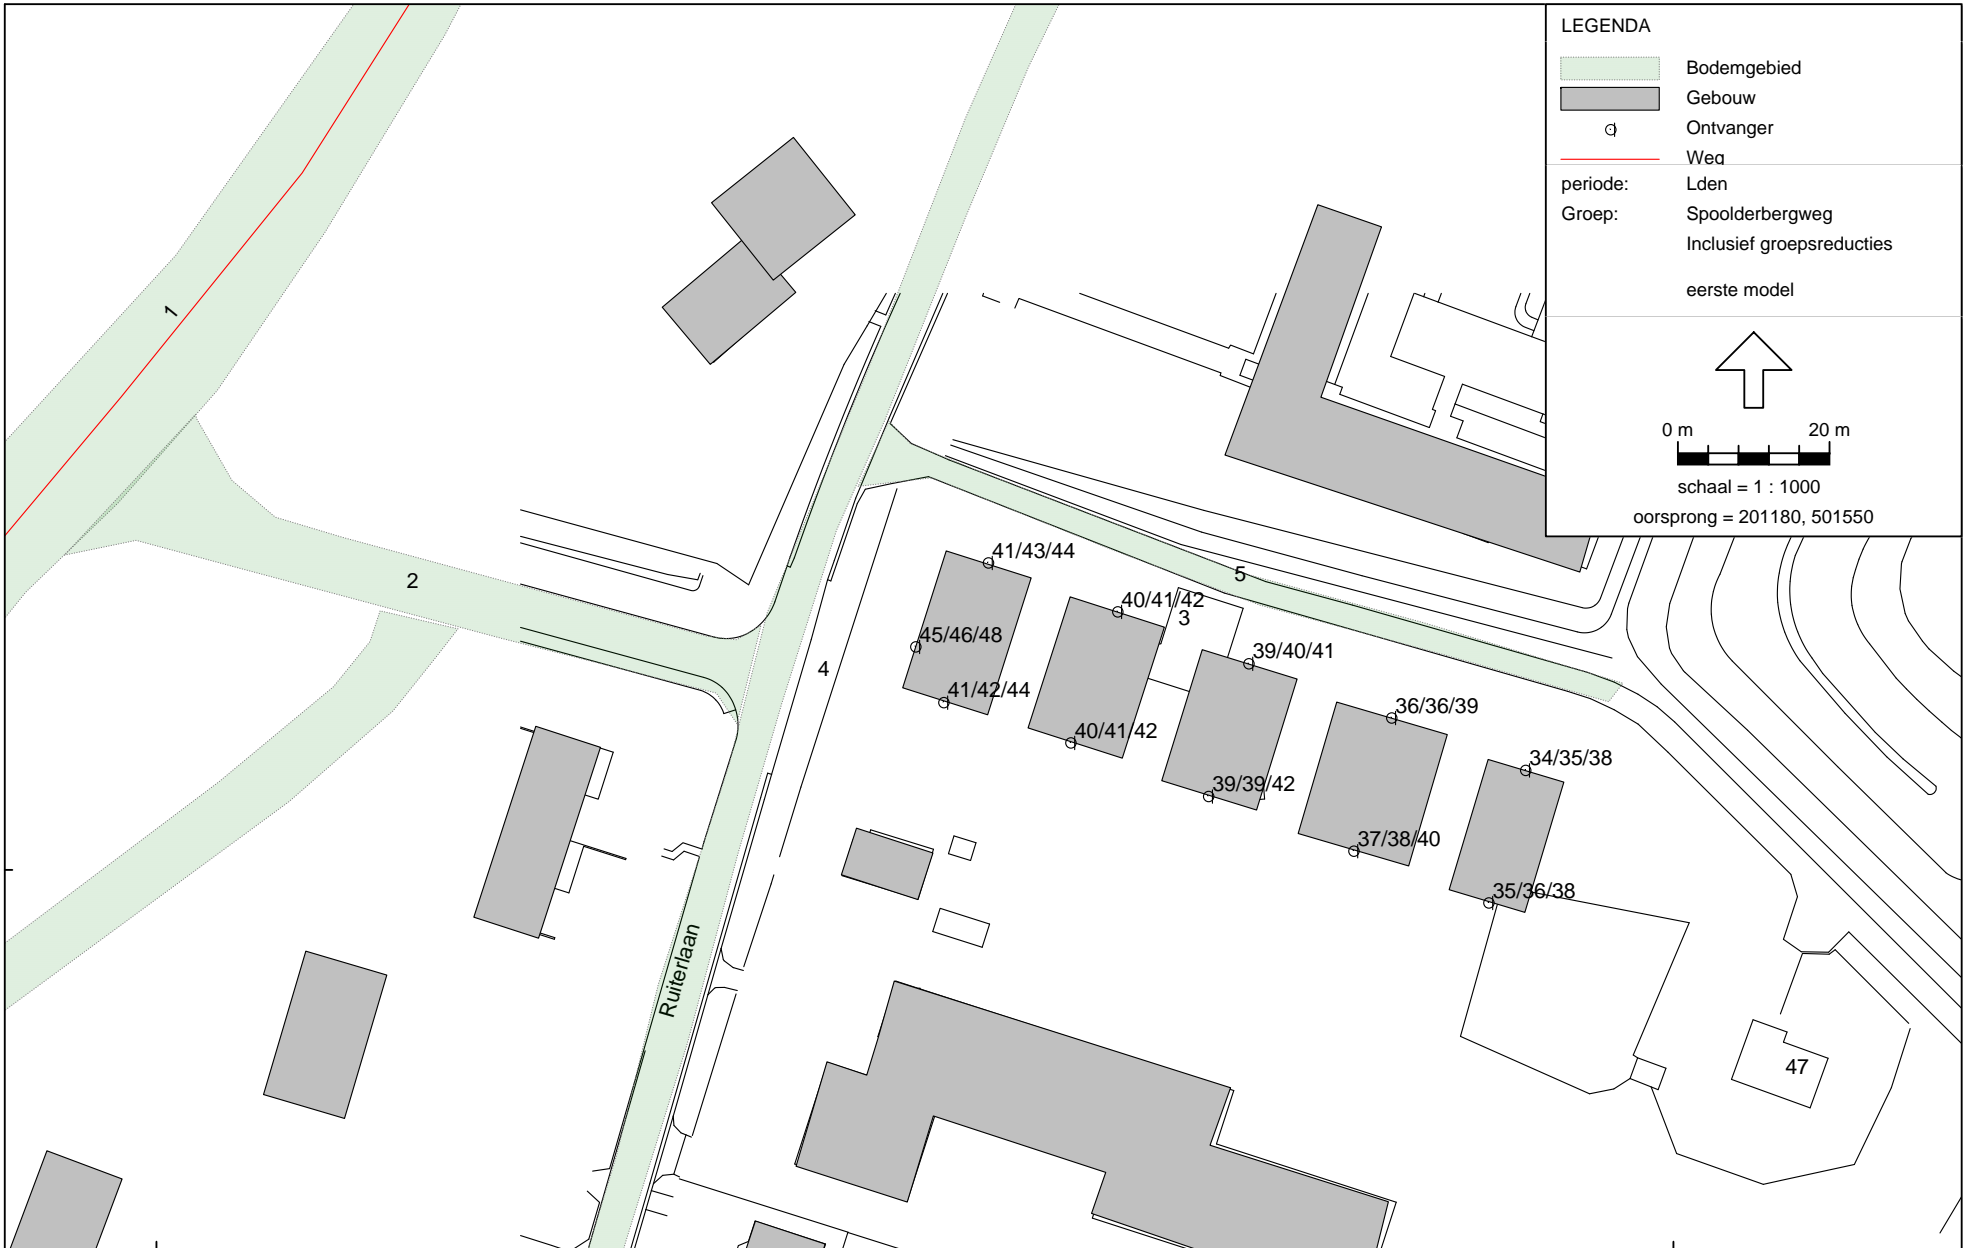 LEGENDA
Bodemgebied
Gebouw
Ontvanger
Weg
periode: Lden
Groep: Spoolderbergweg
Inclusief groepsreducties
eerste model
0 m 20 m
schaal = 1 : 1000
oorsprong = 201180, 501550
1
2
41/43/44
5
40/41/42
3
45/46/48
4
39/40/41
41/42/44
36/36/39
40/41/42
34/35/38
39/39/42
37/38/40
35/36/38
Ruiterlaan
47